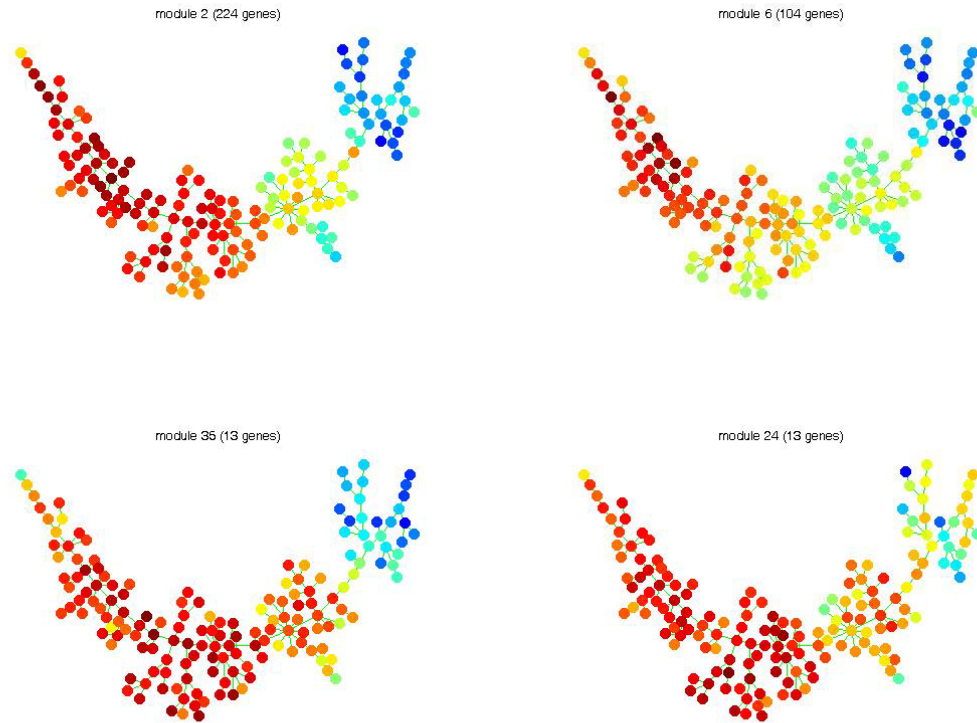 module 2 (224 genes)
module 6 (104 genes)
module 35 (13 genes)
module 24 (13 genes)